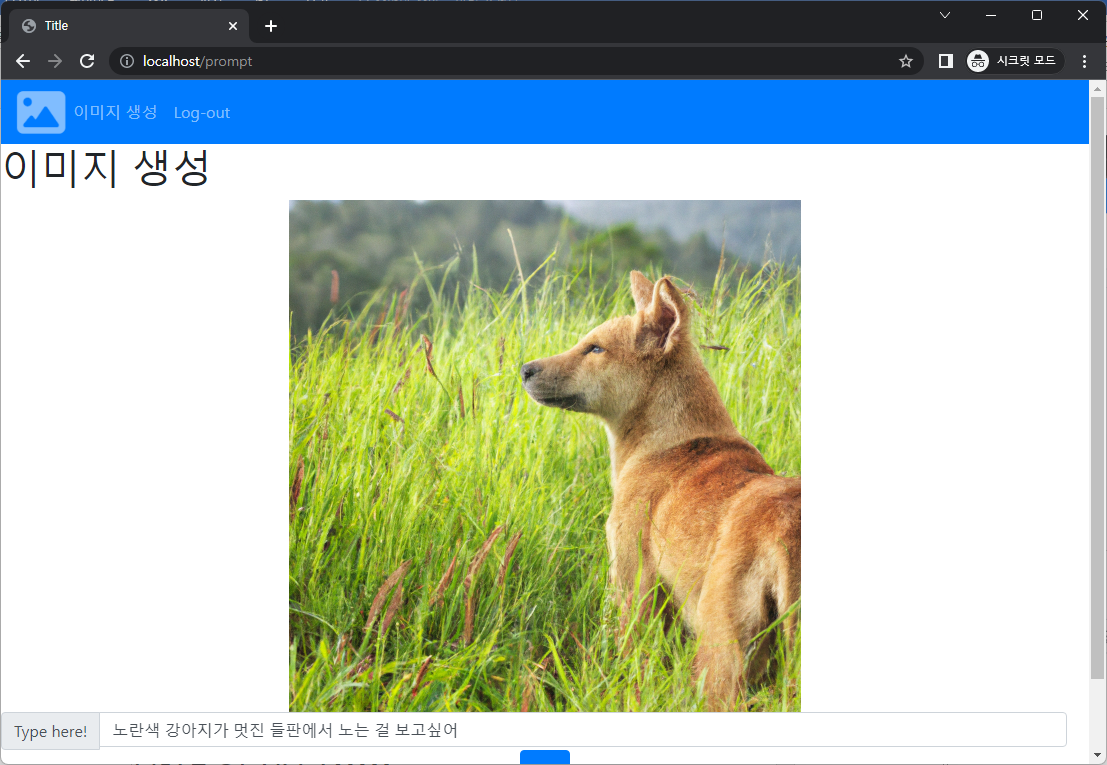 Title
localhost/prompt
시크릿 모드
이미지 생성 Log-out
이미지 생성
Type here! 노란색 강아지가 멋진 들판에서 노는 걸 보고싶어